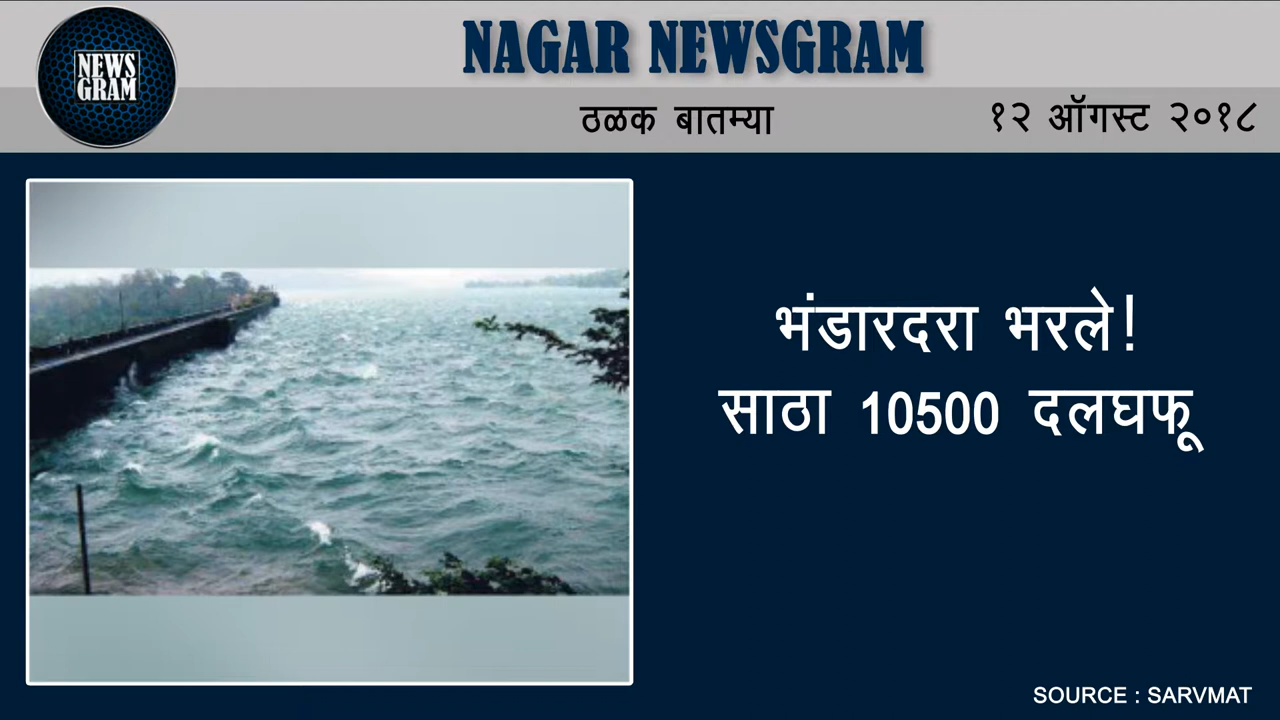 NEWS
GRAM
NAGAR NEWSGRAM
ठळक बातम्या
१२ ऑगस्ट २०१८
भंडारदरा भरले!
साठा 10500 दलघफू
SOURCE : SARVMAT